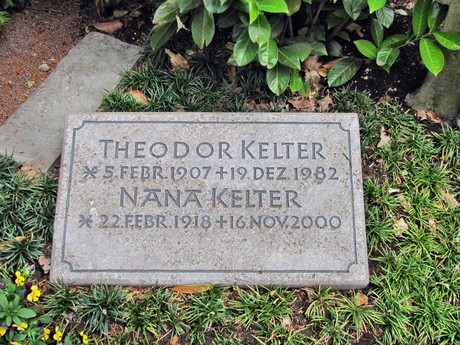 THEODOR KELTER
* 5. FEBR. 1907 + 19. DEZ. 1982
NANA KELTER
* 22. FEBR. 1918 + 16. NOV. 2000